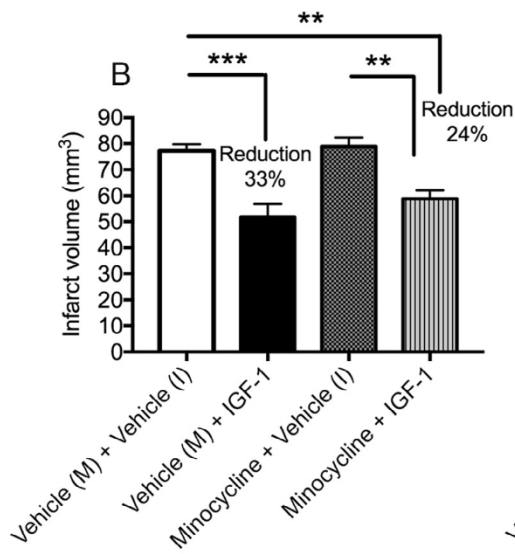 **
B
***
**
Reduction
24%
Reduction
33%
Infarct volume (mm³)
90
80
70
60
50
40
30
20
10
0
Vehicle (M) + Vehicle (I)
Vehicle (M) + IGF-1
Minocycline + Vehicle (I)
Minocycline + IGF-1